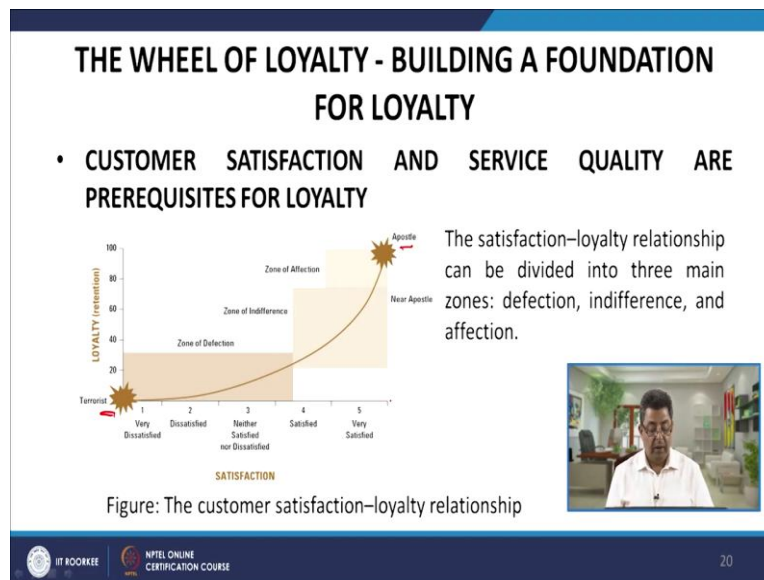 THE WHEEL OF LOYALTY - BUILDING A FOUNDATION
FOR LOYALTY
• CUSTOMER SATISFACTION AND SERVICE QUALITY ARE
PREREQUISITES FOR LOYALTY
The satisfaction–loyalty relationship
can be divided into three main
zones: defection, indifference, and
affection.
LOYALTY (retention)
100
80
60
40
20
Apostle
Zone of Affection
Near Apostle
Zone of Indifference
Zone of Defection
Terrorist
1
Very
Dissatisfied
2
Dissatisfied
3
Neither
Satisfied
nor Dissatisfied
4
Satisfied
5
Very
Satisfied
SATISFACTION
Figure: The customer satisfaction–loyalty relationship
IIT ROORKEE
NPTEL ONLINE
CERTIFICATION COURSE
20